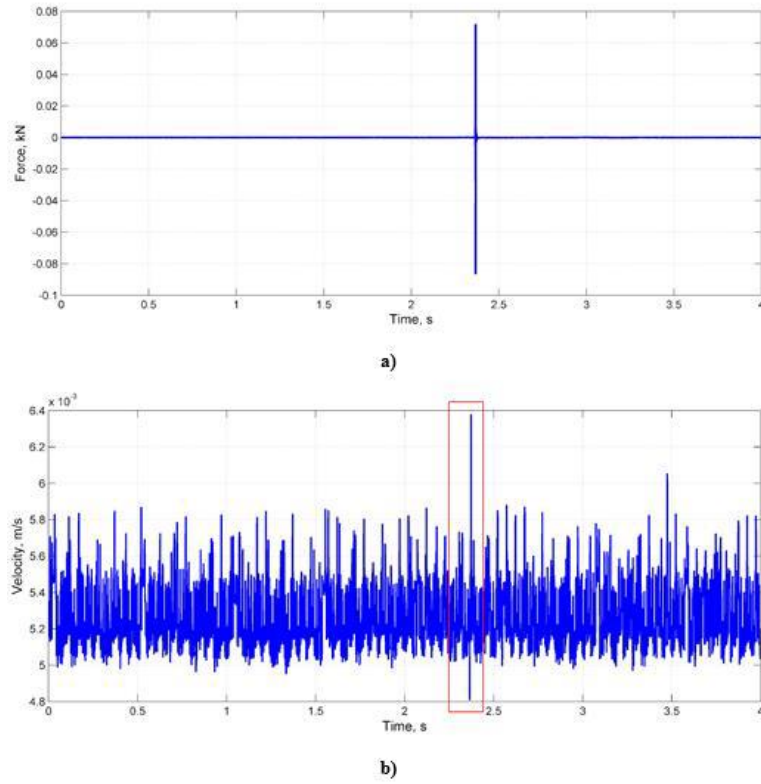 0.08
0.06
0.04
0.02
0
-0.02
-0.04
-0.06
-0.08
-0.1
Force, kN
0 0.5 1 1.5 2 2.5 3 3.5 4
Time, s
a)
x 10⁻³
6.4
6.2
6
5.8
5.6
5.4
5.2
5
4.8
Velocity, m/s
0 0.5 1 1.5 2 2.5 3 3.5 4
Time, s
b)